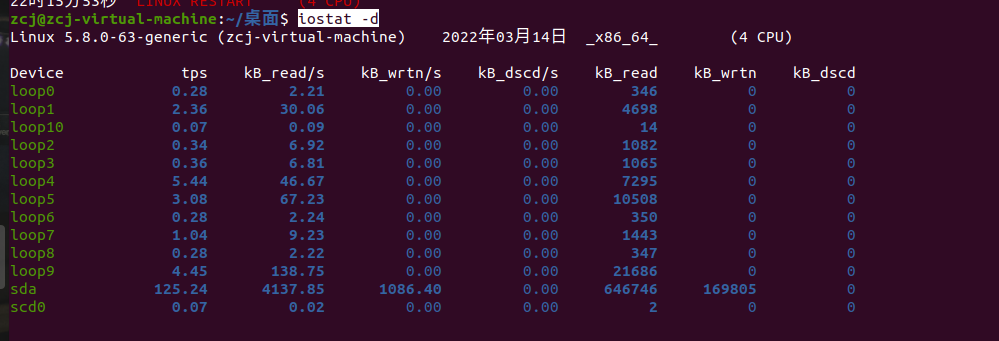 22时15分53秒  LINUX RESTART      (4 CPU)
zcj@zcj-virtual-machine:~/桌面$ iostat -d
Linux 5.8.0-63-generic (zcj-virtual-machine)    2022年03月14日  _x86_64_        (4 CPU)
Device             tps    kB_read/s    kB_wrtn/s    kB_dscd/s    kB_read    kB_wrtn    kB_dscd
loop0             0.28         2.21         0.00         0.00        346          0          0
loop1             2.36        30.06         0.00         0.00       4698          0          0
loop10            0.07         0.09         0.00         0.00         14          0          0
loop2             0.34         6.92         0.00         0.00       1082          0          0
loop3             0.36         6.81         0.00         0.00       1065          0          0
loop4             5.44        46.67         0.00         0.00       7295          0          0
loop5             3.08        67.23         0.00         0.00      10508          0          0
loop6             0.28         2.24         0.00         0.00        350          0          0
loop7             1.04         9.23         0.00         0.00       1443          0          0
loop8             0.28         2.22         0.00         0.00        347          0          0
loop9             4.45       138.75         0.00         0.00      21686          0          0
sda             125.24      4137.85      1086.40         0.00     646746     169805          0
scd0              0.07         0.02         0.00         0.00          2          0          0